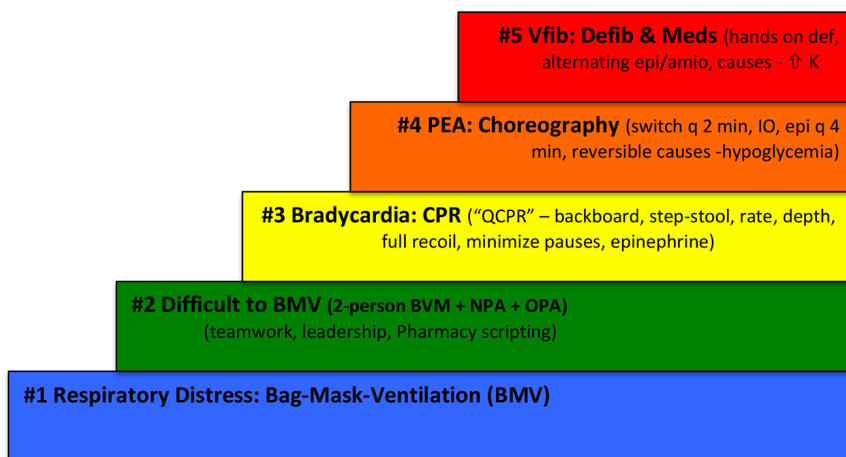 #5 Vfib: Defib & Meds (hands on def,
alternating epi/amio, causes - ⇧ K
#4 PEA: Choreography (switch q 2 min, IO, epi q 4
min, reversible causes -hypoglycemia)
#3 Bradycardia: CPR (“QCPR” – backboard, step-stool, rate, depth,
full recoil, minimize pauses, epinephrine)
#2 Difficult to BMV (2-person BVM + NPA + OPA)
(teamwork, leadership, Pharmacy scripting)
#1 Respiratory Distress: Bag-Mask-Ventilation (BMV)